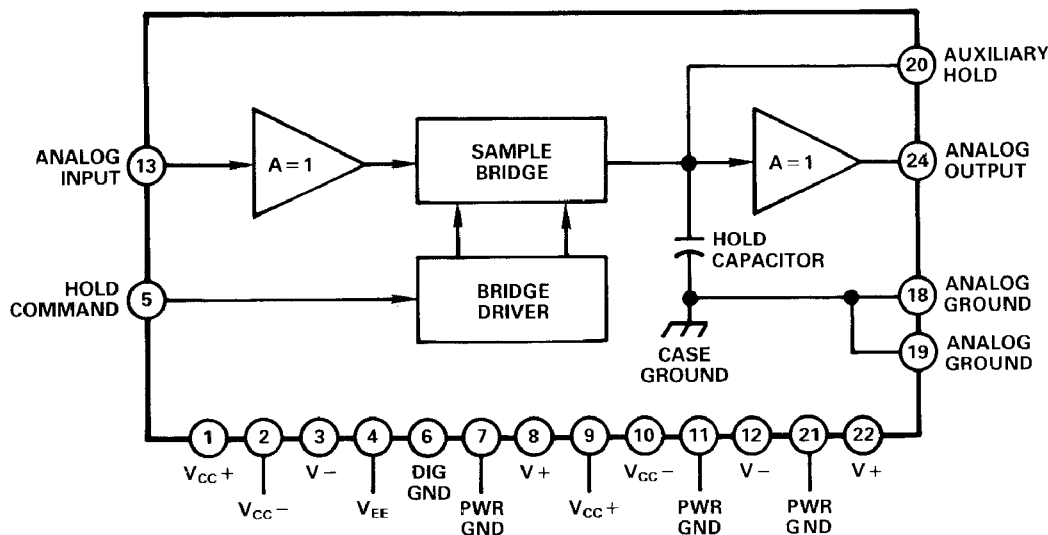 20
AUXILIARY
HOLD
ANALOG
INPUT
13
A = 1
SAMPLE
BRIDGE
A = 1
24
ANALOG
OUTPUT
HOLD
CAPACITOR
HOLD
COMMAND
5
BRIDGE
DRIVER
18
ANALOG
GROUND
CASE
GROUND
19
ANALOG
GROUND
1
2
3
4
6
7
8
9
10
11
12
21
22
VCC+
VCC−
V−
VEE
DIG
GND
PWR
GND
V+
VCC+
VCC−
PWR
GND
V−
PWR
GND
V+